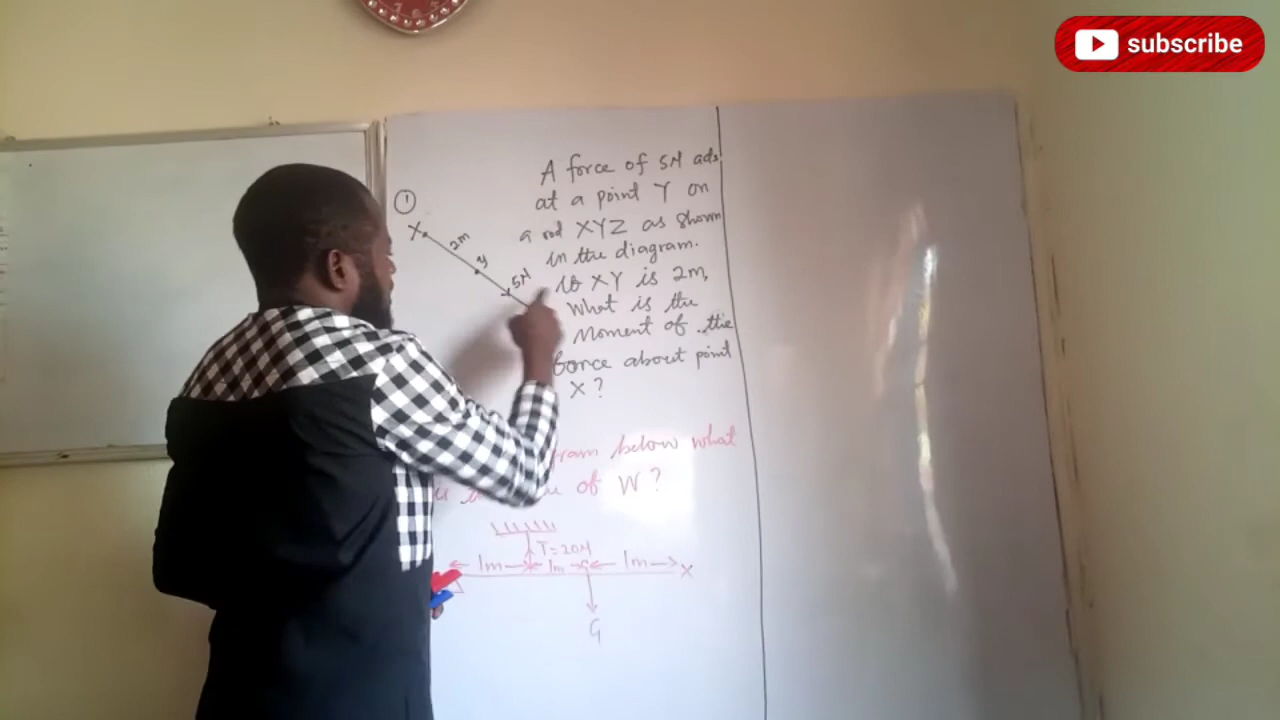 subscribe
①
A force of 5N acts
at a point Y on
a rod XYZ as shown
in the diagram.
If XY is 2m,
What is the
Moment of the
force about point
X?
X
2m
y
5N
below what
of W?
T=20N
1m
1m
1m
X
G